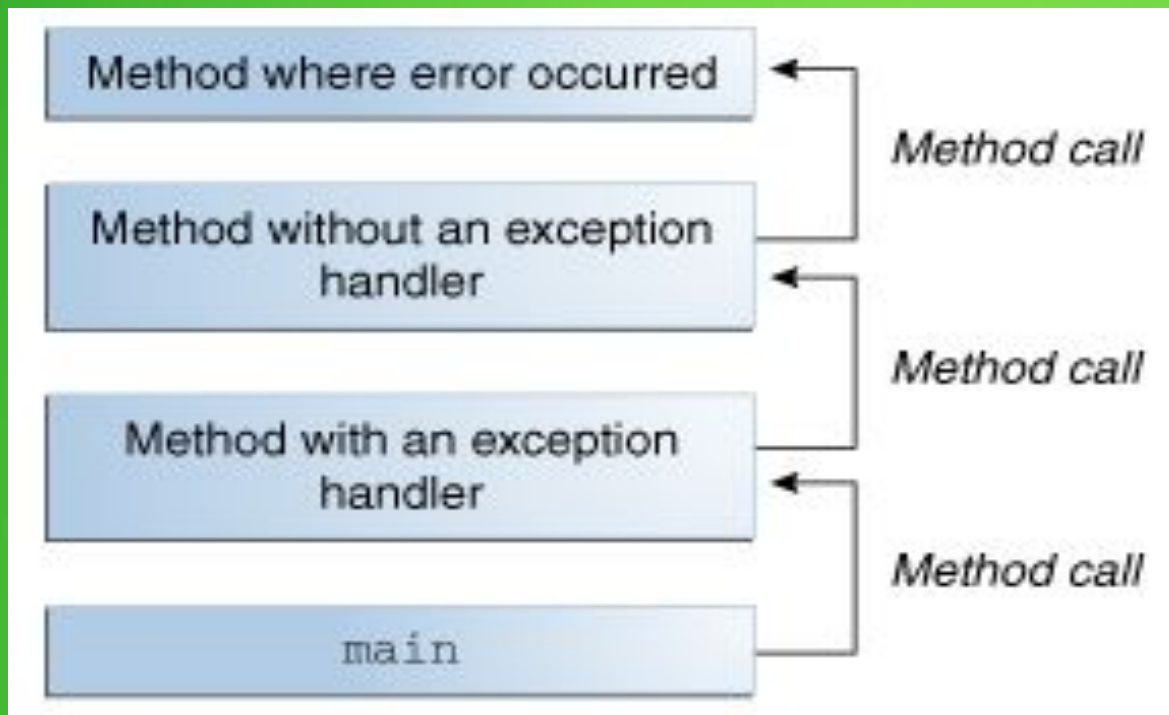 Method where error occurred
Method call
Method without an exception
handler
Method call
Method with an exception
handler
Method call
main